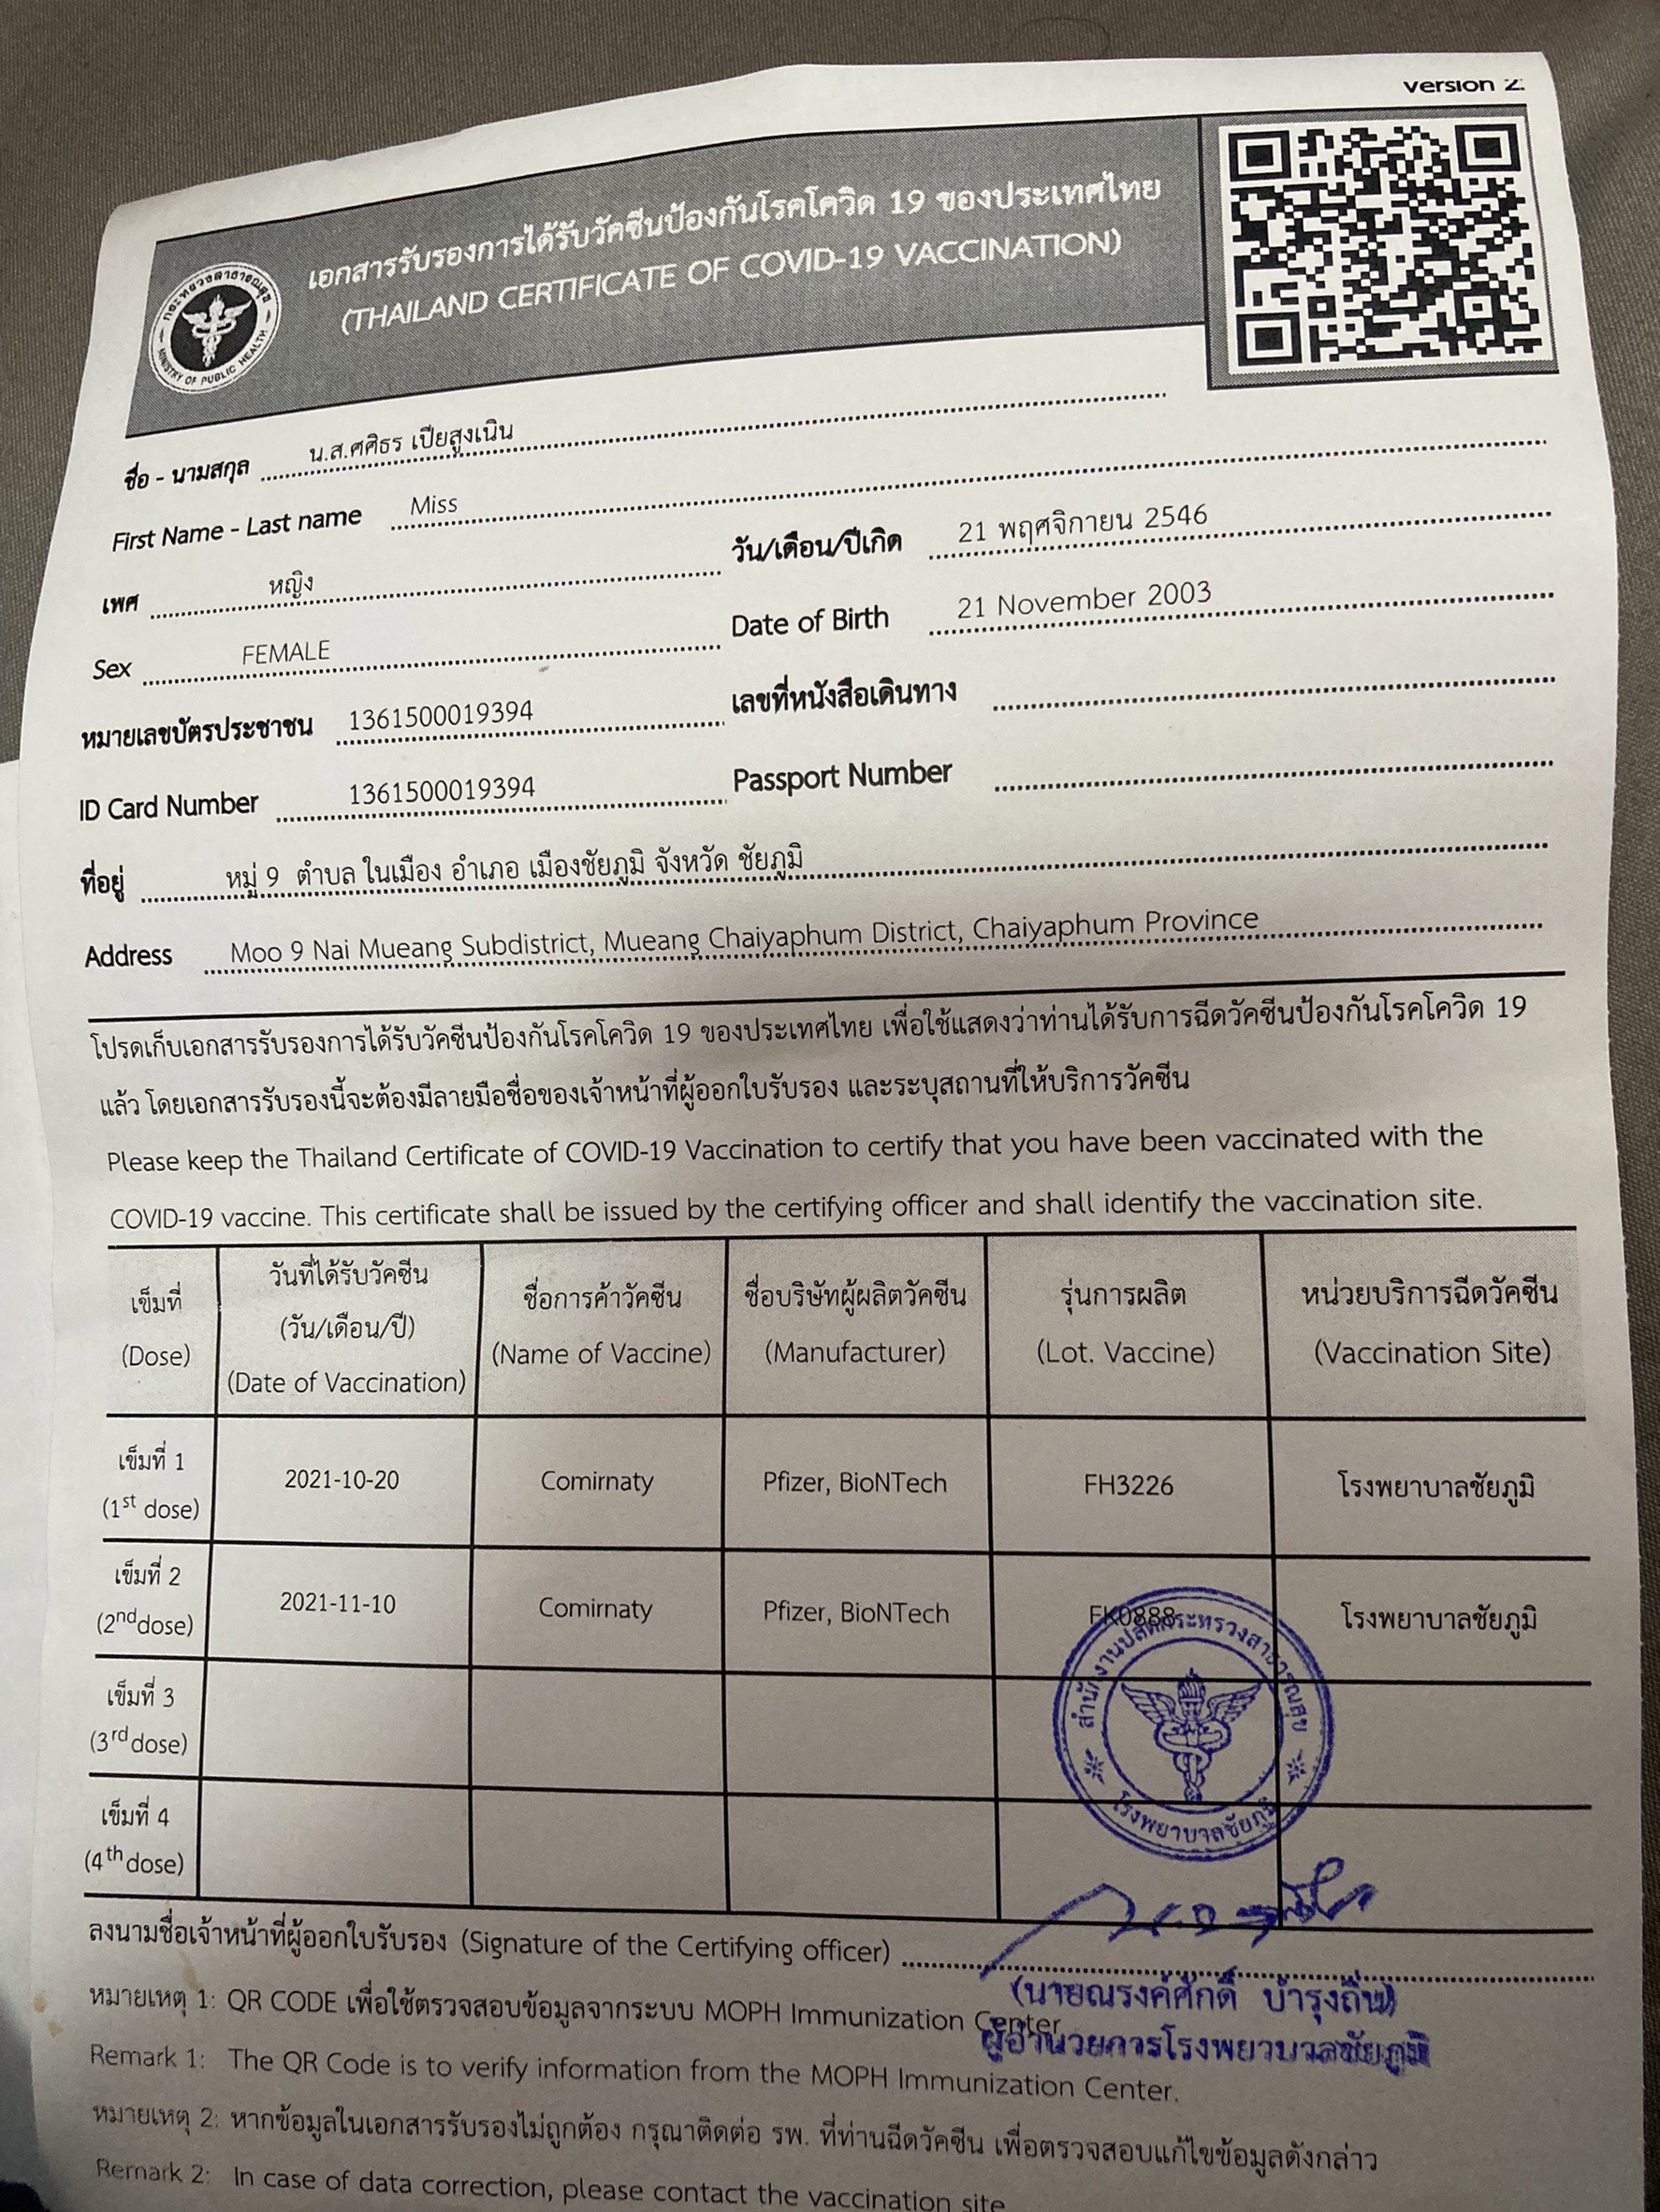 Version 2.
เอกสารรับรองการได้รับวัคซีนป้องกันโรคโควิด 19 ของประเทศไทย
(THAILAND CERTIFICATE OF COVID-19 VACCINATION)
กระทรวงสาธารณสุข
MINISTRY OF PUBLIC HEALTH
ชื่อ - นามสกุล น.ส.ศศิธร เปียสูงเนิน
First Name - Last name Miss
เพศ หญิง วัน/เดือน/ปีเกิด 21 พฤศจิกายน 2546
Sex FEMALE Date of Birth 21 November 2003
หมายเลขบัตรประชาชน 1361500019394 เลขที่หนังสือเดินทาง
ID Card Number 1361500019394 Passport Number
ที่อยู่ หมู่ 9 ตำบล ในเมือง อำเภอ เมืองชัยภูมิ จังหวัด ชัยภูมิ
Address Moo 9 Nai Mueang Subdistrict, Mueang Chaiyaphum District, Chaiyaphum Province
โปรดเก็บเอกสารรับรองการได้รับวัคซีนป้องกันโรคโควิด 19 ของประเทศไทย เพื่อใช้แสดงว่าท่านได้รับการฉีดวัคซีนป้องกันโรคโควิด 19
แล้ว โดยเอกสารรับรองนี้จะต้องมีลายมือชื่อของเจ้าหน้าที่ผู้ออกใบรับรอง และระบุสถานที่ให้บริการวัคซีน
Please keep the Thailand Certificate of COVID-19 Vaccination to certify that you have been vaccinated with the
COVID-19 vaccine. This certificate shall be issued by the certifying officer and shall identify the vaccination site.
เข็มที่ (Dose) วันที่ได้รับวัคซีน (วัน/เดือน/ปี) (Date of Vaccination) ชื่อการค้าวัคซีน (Name of Vaccine) ชื่อบริษัทผู้ผลิตวัคซีน (Manufacturer) รุ่นการผลิต (Lot. Vaccine) หน่วยบริการฉีดวัคซีน (Vaccination Site)
เข็มที่ 1 (1st dose) 2021-10-20 Comirnaty Pfizer, BioNTech FH3226 โรงพยาบาลชัยภูมิ
เข็มที่ 2 (2nd dose) 2021-11-10 Comirnaty Pfizer, BioNTech FK0888 โรงพยาบาลชัยภูมิ
เข็มที่ 3 (3rd dose)
เข็มที่ 4 (4th dose)
สำนักงานปลัดกระทรวงสาธารณสุข
โรงพยาบาลชัยภูมิ
ลงนามชื่อเจ้าหน้าที่ผู้ออกใบรับรอง (Signature of the Certifying officer)
(นายณรงค์ศักดิ์ บำรุงถิ่น)
ผู้อำนวยการโรงพยาบาลชัยภูมิ
หมายเหตุ 1: QR CODE เพื่อใช้ตรวจสอบข้อมูลจากระบบ MOPH Immunization Center
Remark 1: The QR Code is to verify information from the MOPH Immunization Center.
หมายเหตุ 2: หากข้อมูลในเอกสารรับรองไม่ถูกต้อง กรุณาติดต่อ รพ. ที่ท่านฉีดวัคซีน เพื่อตรวจสอบแก้ไขข้อมูลดังกล่าว
Remark 2: In case of data correction, please contact the vaccination site